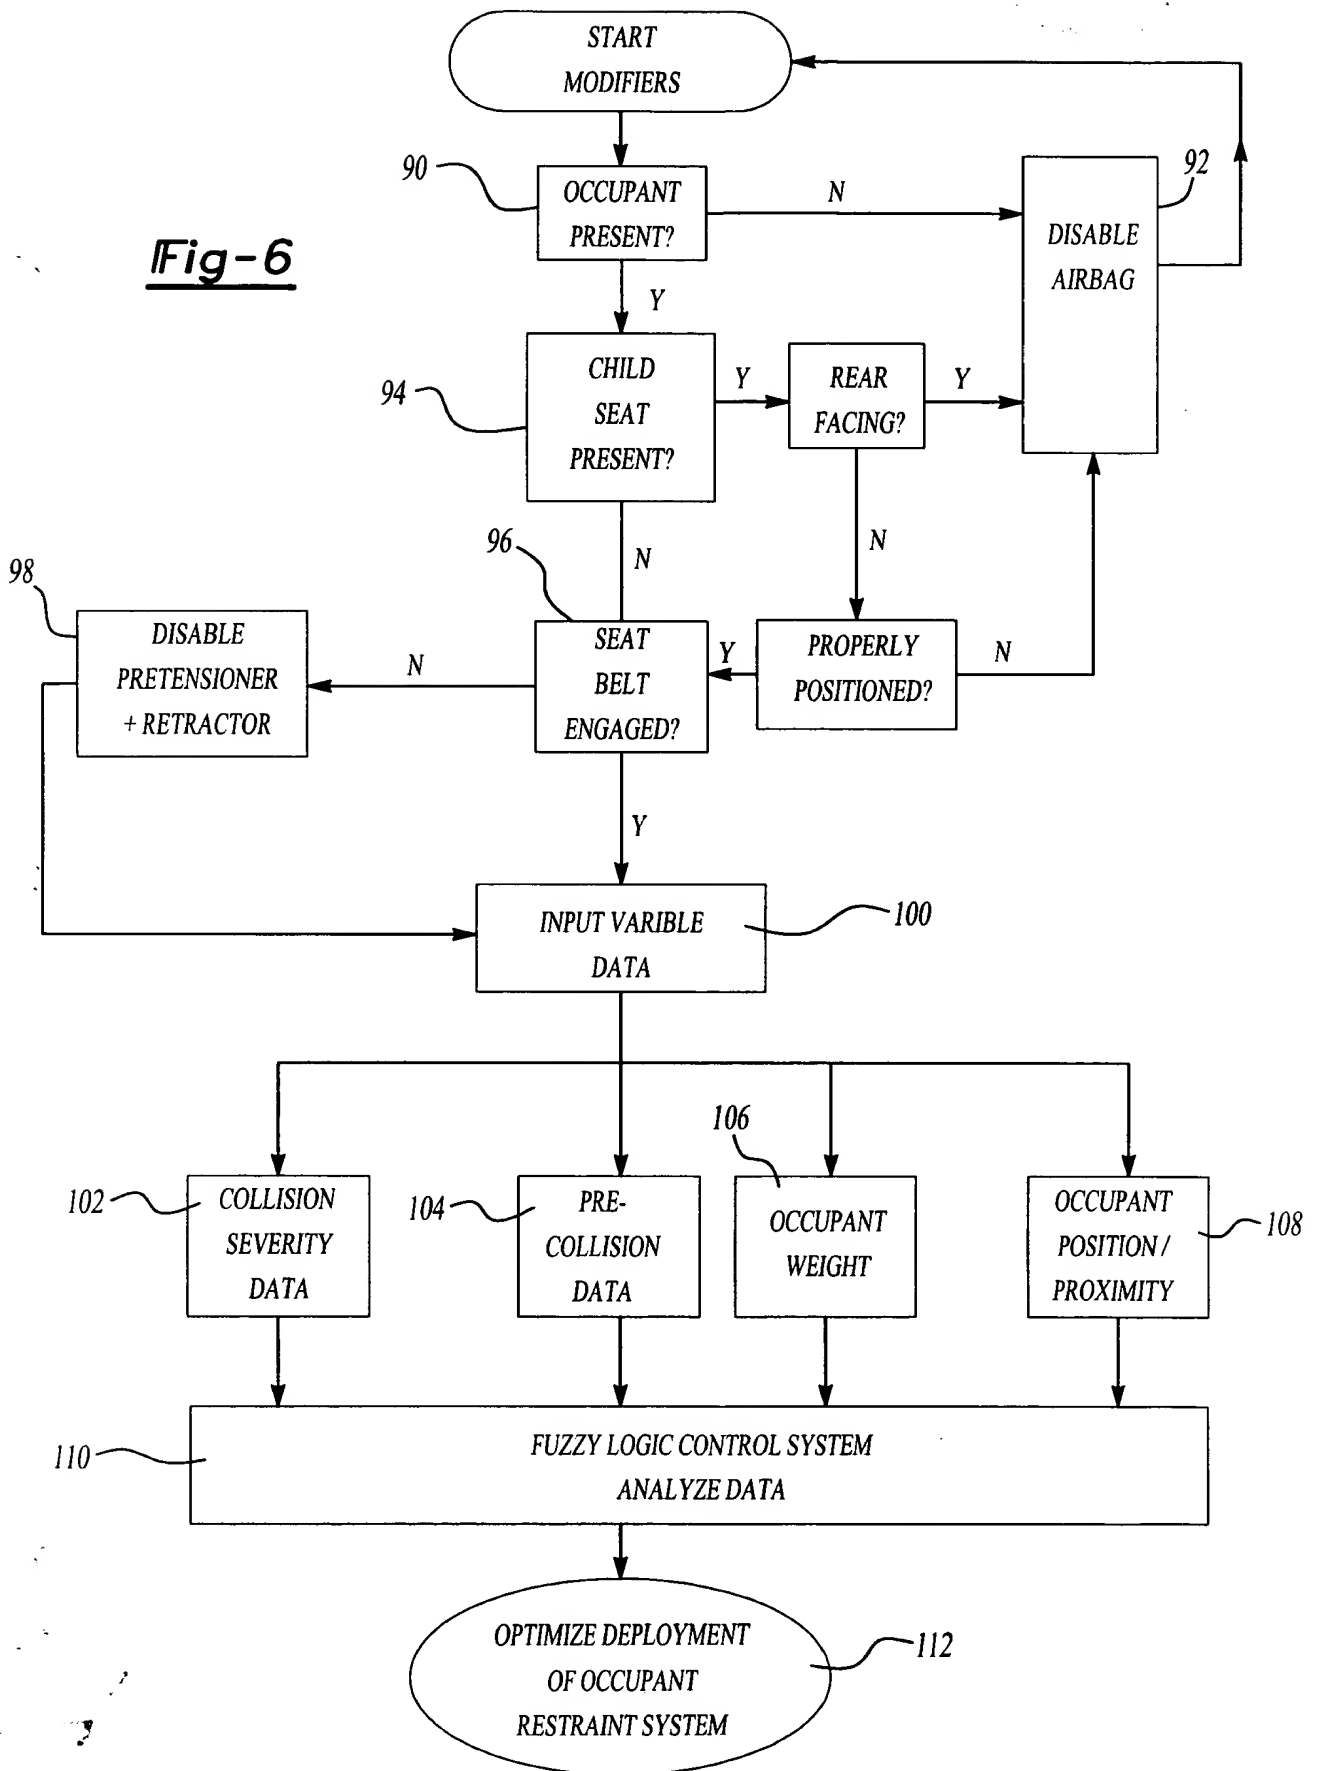 START
MODIFIERS
90
OCCUPANT
PRESENT?
N
92
DISABLE
AIRBAG
Fig-6
Y
94
CHILD
SEAT
PRESENT?
Y
REAR
FACING?
Y
96
N
N
98
DISABLE
PRETENSIONER
+ RETRACTOR
N
SEAT
BELT
ENGAGED?
Y
PROPERLY
POSITIONED?
N
Y
INPUT VARIBLE
DATA
100
102
COLLISION
SEVERITY
DATA
104
PRE-
COLLISION
DATA
106
OCCUPANT
WEIGHT
OCCUPANT
POSITION /
PROXIMITY
108
110
FUZZY LOGIC CONTROL SYSTEM
ANALYZE DATA
OPTIMIZE DEPLOYMENT
OF OCCUPANT
RESTRAINT SYSTEM
112